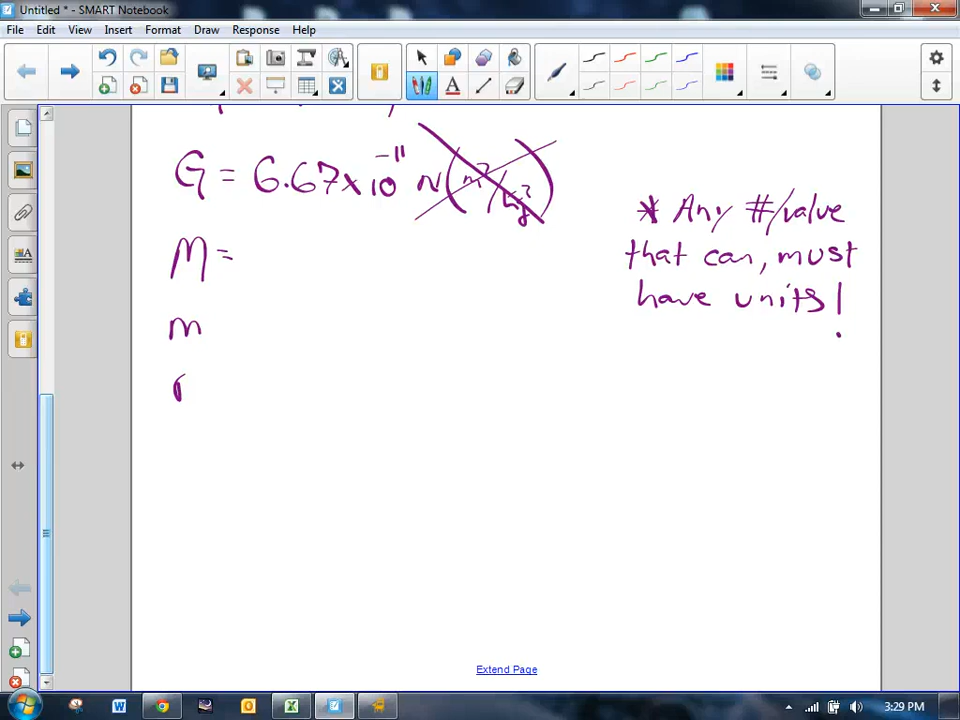 Untitled * - SMART Notebook
File Edit View Insert Format Draw Response Help
G = 6.67x10⁻¹¹ N(m²/kg²)
* Any #/value
that can, must
have units!
M =
m
Extend Page
3:29 PM